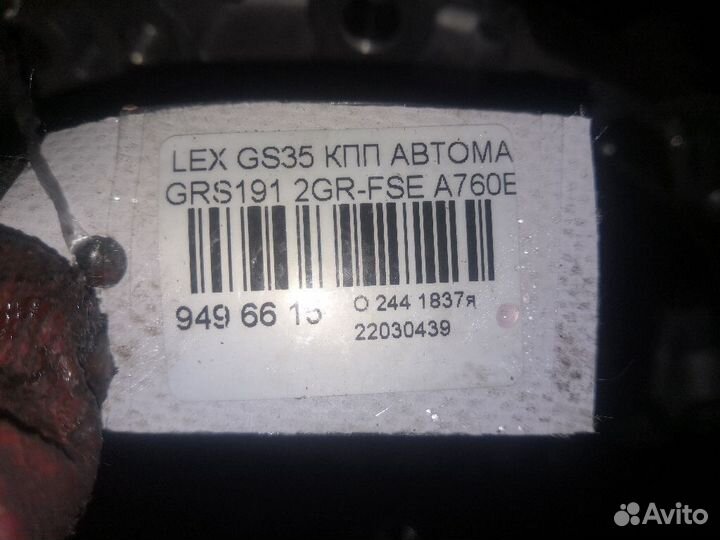 LEX GS35 КПП АВТОМА
GRS191 2GR-FSE A760E
949 66 15
О 244 1837я
22030439
Avito